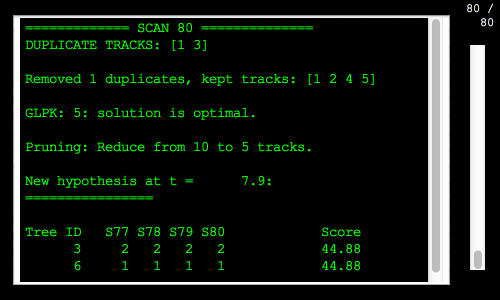 ============= SCAN 80 ==============
DUPLICATE TRACKS: [1 3]
Removed 1 duplicates, kept tracks: [1 2 4 5]
GLPK: 5: solution is optimal.
Pruning: Reduce from 10 to 5 tracks.
New hypothesis at t =      7.9:
================
Tree ID   S77 S78 S79 S80            Score
      3     2   2   2   2            44.88
      6     1   1   1   1            44.88
80 /
80